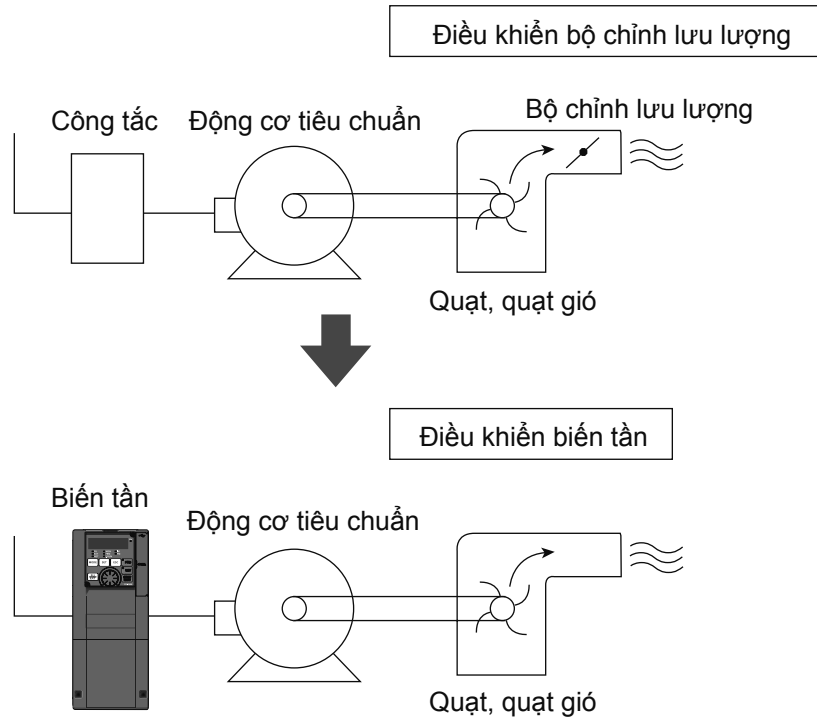 Điều khiển bộ chỉnh lưu lượng
Bộ chỉnh lưu lượng
Công tắc
Động cơ tiêu chuẩn
Quạt, quạt gió
Điều khiển biến tần
Biến tần
Động cơ tiêu chuẩn
Quạt, quạt gió